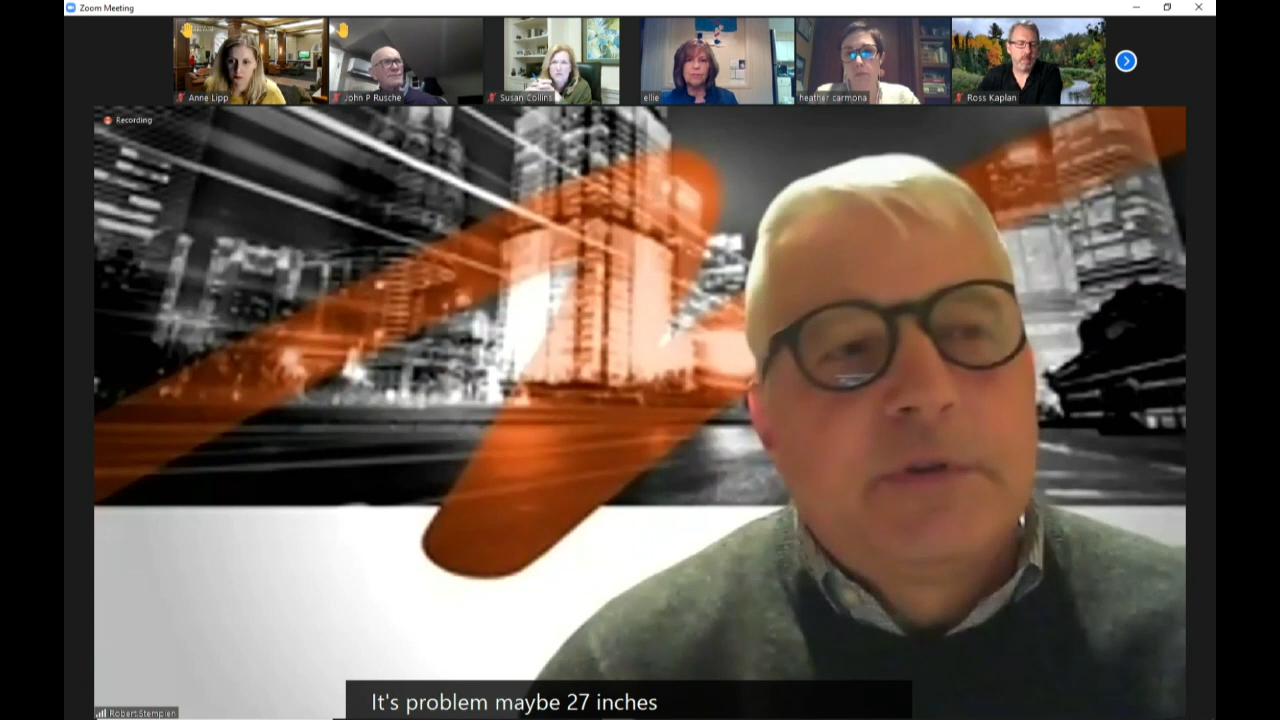 Zoom Meeting
Anne Lipp
John P Rusche
Susan Collins
ellie
heather carmona
Ross Kaplan
Recording
It's problem maybe 27 inches
Robert Stempien